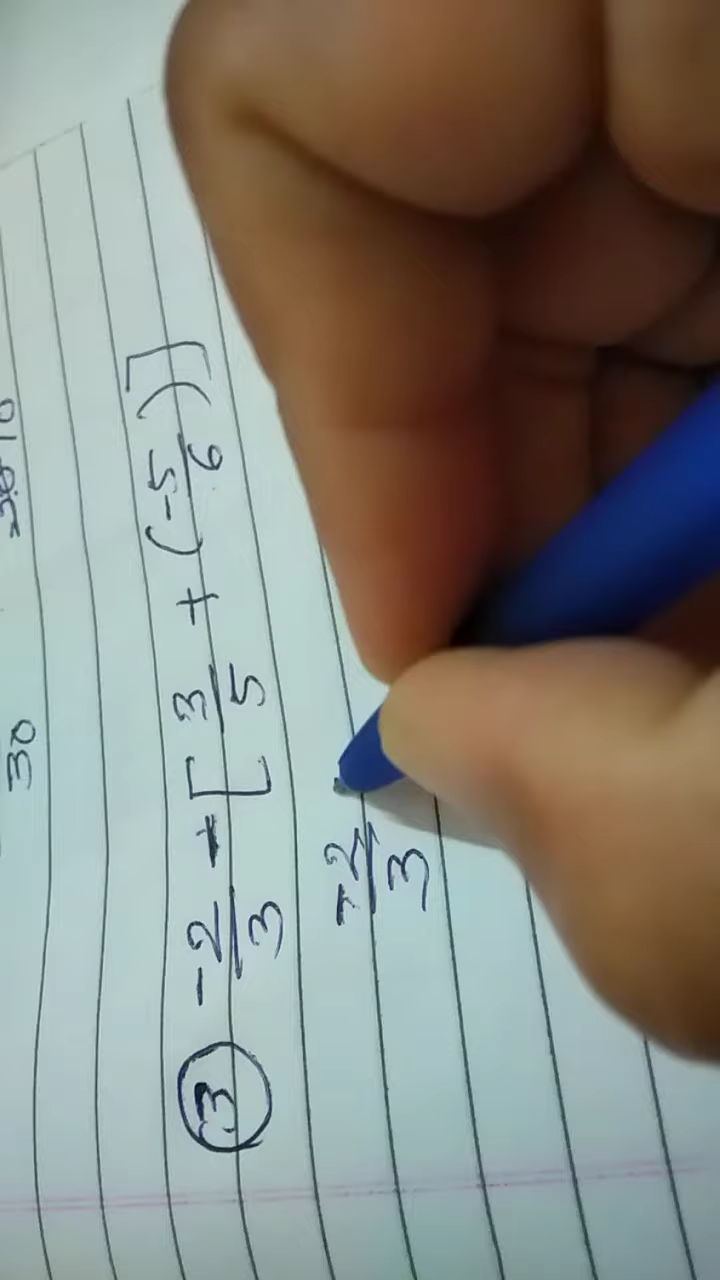 30
③ -2/3 - [3/5 + (-5/6)]
-2/3